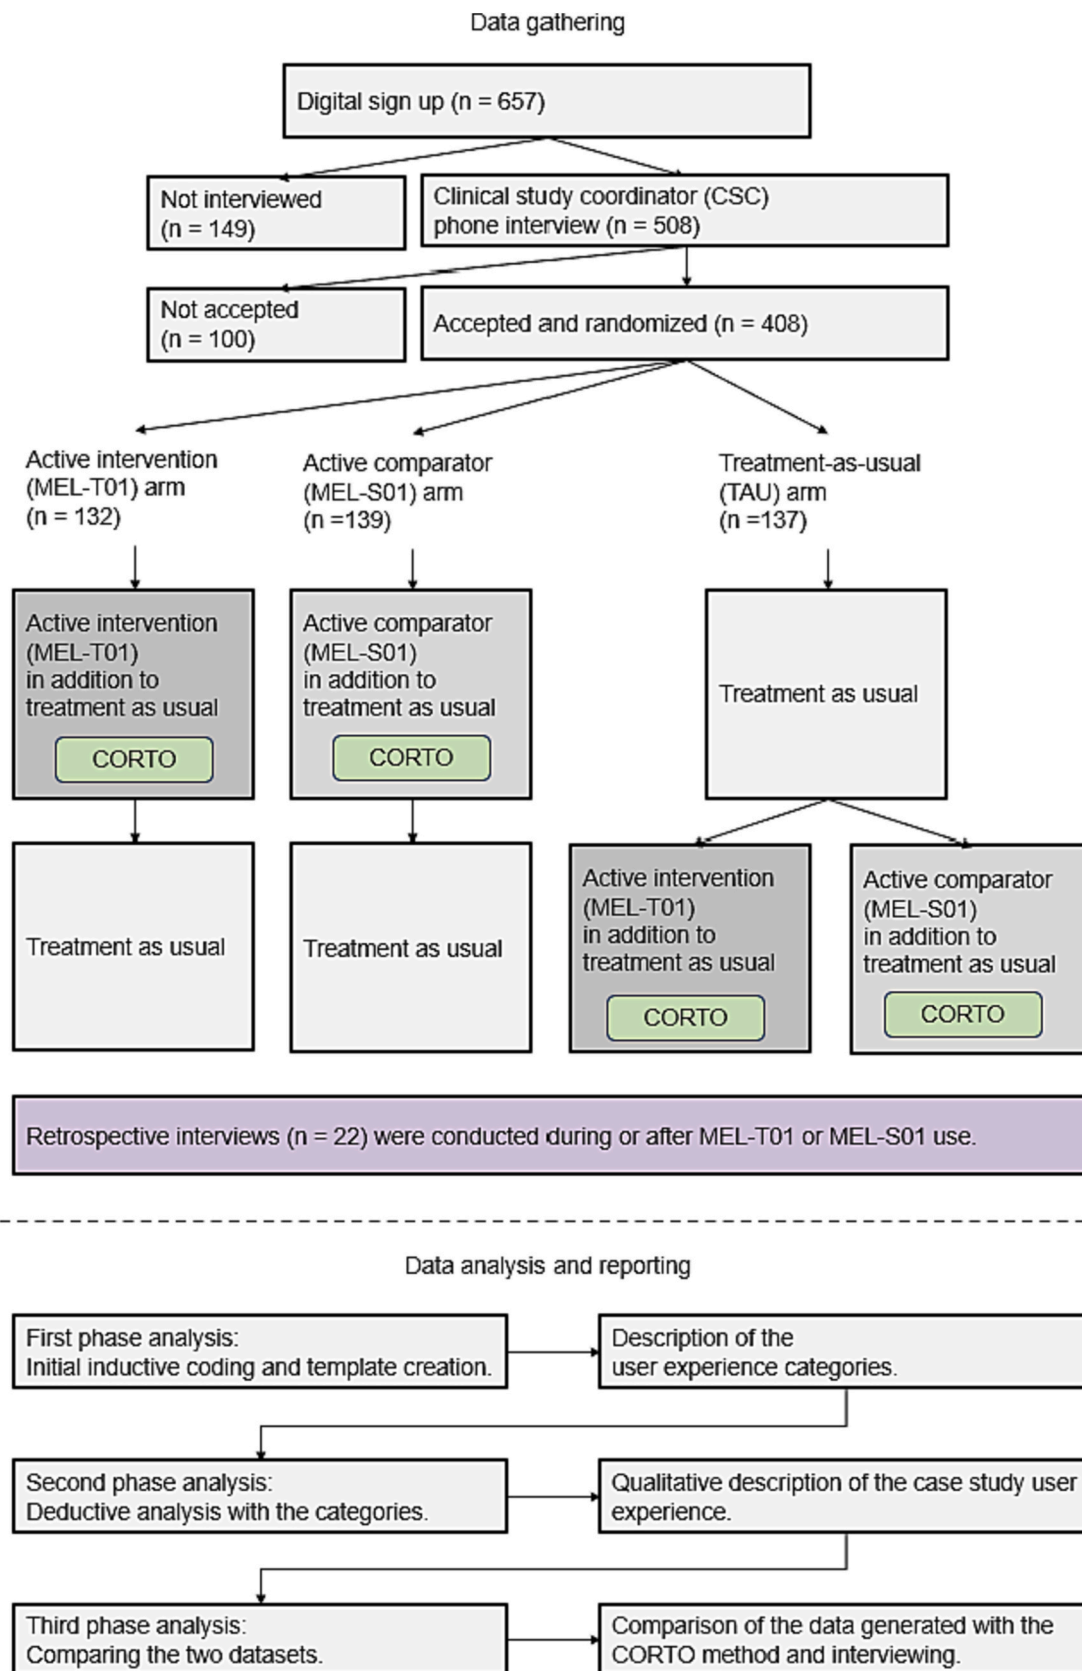 Data gathering
Digital sign up (n = 657)
Not interviewed
(n = 149)
Clinical study coordinator (CSC)
phone interview (n = 508)
Not accepted
(n = 100)
Accepted and randomized (n = 408)
Active intervention
(MEL-T01) arm
(n = 132)
Active comparator
(MEL-S01) arm
(n =139)
Treatment-as-usual
(TAU) arm
(n =137)
Active intervention
(MEL-T01)
in addition to
treatment as usual
CORTO
Active comparator
(MEL-S01)
in addition to
treatment as usual
CORTO
Treatment as usual
Treatment as usual
Treatment as usual
Active intervention
(MEL-T01)
in addition to
treatment as usual
CORTO
Active comparator
(MEL-S01)
in addition to
treatment as usual
CORTO
Retrospective interviews (n = 22) were conducted during or after MEL-T01 or MEL-S01 use.
Data analysis and reporting
First phase analysis:
Initial inductive coding and template creation.
Description of the
user experience categories.
Second phase analysis:
Deductive analysis with the categories.
Qualitative description of the case study user
experience.
Third phase analysis:
Comparing the two datasets.
Comparison of the data generated with the
CORTO method and interviewing.